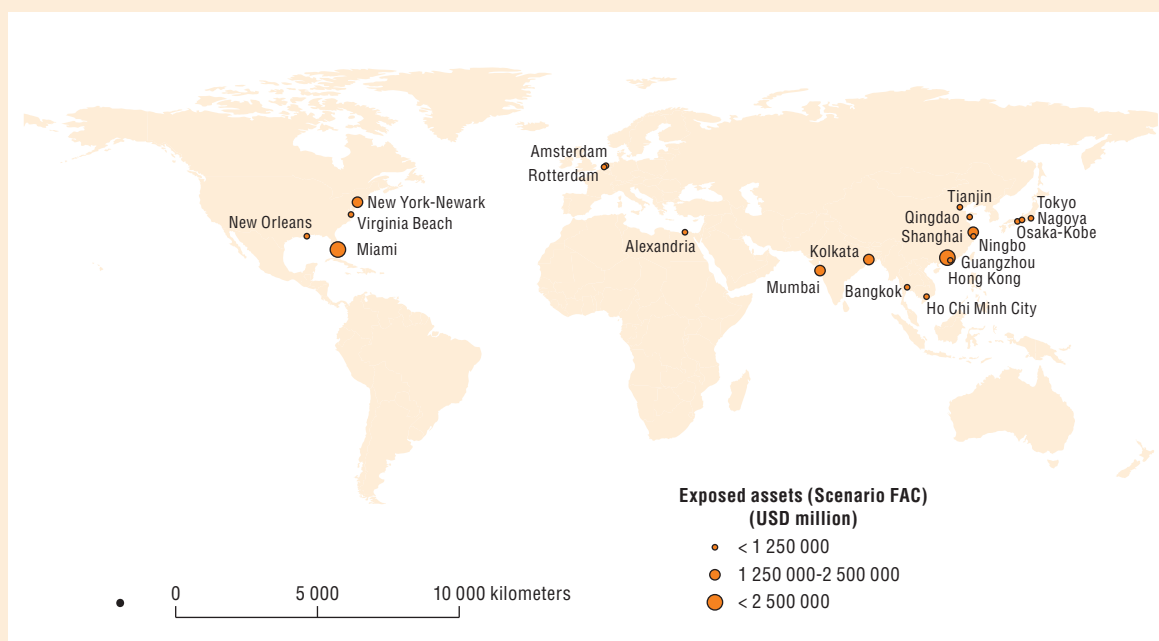 Amsterdam
Rotterdam
New York-Newark
New Orleans
Virginia Beach
Miami
Alexandria
Tianjin
Tokyo
Qingdao
Nagoya
Shanghai
Osaka-Kobe
Ningbo
Kolkata
Guangzhou
Hong Kong
Mumbai
Bangkok
Ho Chi Minh City
Exposed assets (Scenario FAC)
(USD million)
< 1 250 000
1 250 000-2 500 000
< 2 500 000
0 5 000 10 000 kilometers